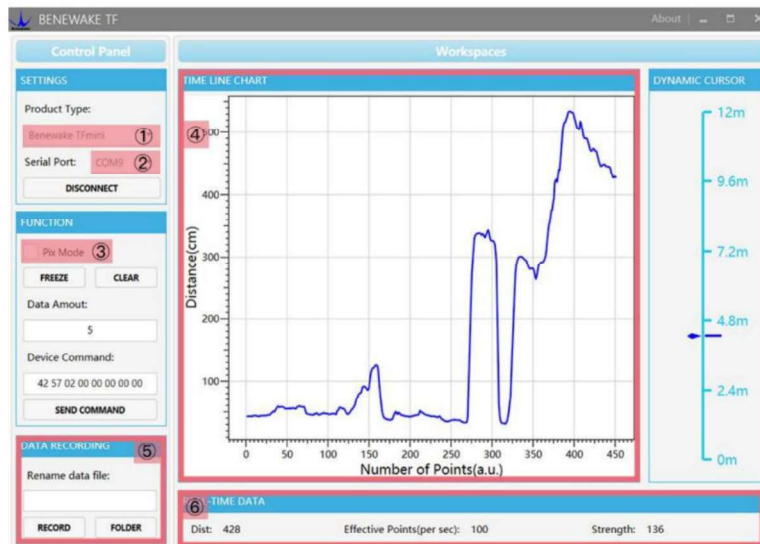 BENEWAKE TF
About
Control Panel
Workspaces
SETTINGS
Product Type:
Benewake TFmini ①
Serial Port: COM9 ②
DISCONNECT
FUNCTION
Pix Mode ③
FREEZE CLEAR
Data Amout:
5
Device Command:
42 57 02 00 00 00 00 00
SEND COMMAND
DATA RECORDING ⑤
Rename data file:
RECORD FOLDER
TIME LINE CHART
④
400
300
200
100
Distance(cm)
0 50 100 150 200 250 300 350 400 450
Number of Points(a.u.)
DYNAMIC CURSOR
12m
9.6m
7.2m
4.8m
2.4m
0m
⑥ -TIME DATA
Dist: 428 Effective Points(per sec): 100 Strength: 136